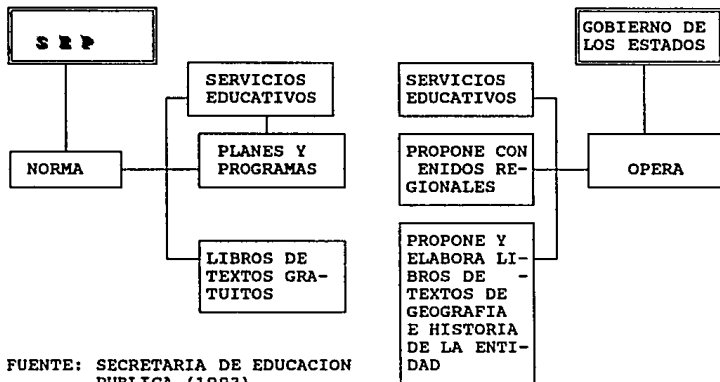 S E P
GOBIERNO DE
LOS ESTADOS
SERVICIOS
EDUCATIVOS
SERVICIOS
EDUCATIVOS
NORMA
PLANES Y
PROGRAMAS
PROPONE CON
ENIDOS RE-
GIONALES
OPERA
LIBROS DE
TEXTOS GRA-
TUITOS
PROPONE Y
ELABORA LI-
BROS DE -
TEXTOS DE
GEOGRAFIA
E HISTORIA
DE LA ENTI-
DAD
FUENTE: SECRETARIA DE EDUCACION
PUBLICA (1993)